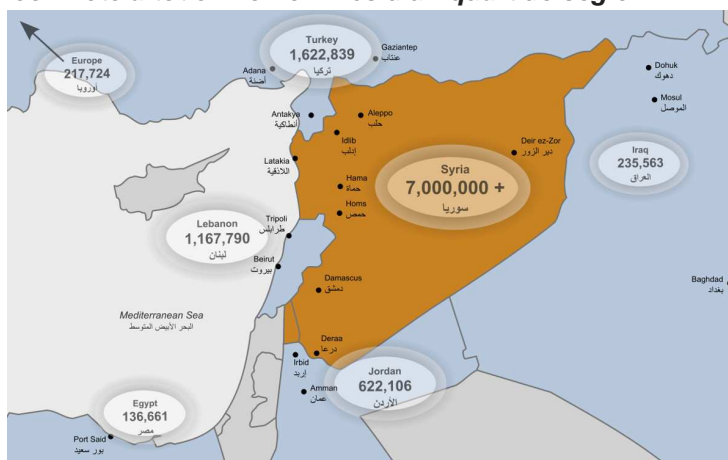 Europe
217,724
أوروبا
Turkey
1,622,839
تركيا
Gaziantep
عنتاب
Adana
أضنة
Dohuk
دهوك
Mosul
الموصل
Antakya
أنطاكية
Aleppo
حلب
Idlib
إدلب
Deir ez-Zor
دير الزور
Iraq
235,563
العراق
Latakia
اللاذقية
Syria
7,000,000 +
سوريا
Hama
حماة
Homs
حمص
Lebanon
1,167,790
لبنان
Tripoli
طرابلس
Beirut
بيروت
Baghdad
بغداد
Damascus
دمشق
Mediterranean Sea
البحر الأبيض المتوسط
Deraa
درعا
Irbid
إربد
Jordan
622,106
الأردن
Amman
عمان
Egypt
136,661
مصر
Port Said
بور سعيد